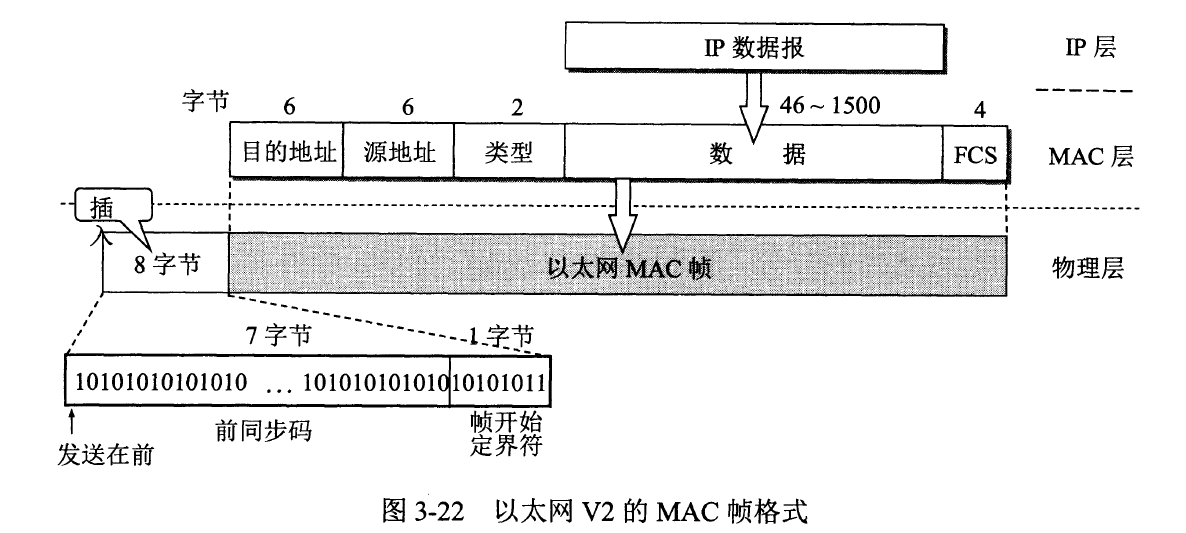 IP 数据报
IP 层
字节
6
6
2
46 ~ 1500
4
目的地址
源地址
类型
数 据
FCS
MAC 层
插
入
8 字节
以太网 MAC 帧
物理层
7 字节
1 字节
10101010101010 … 101010101010
10101011
前同步码
帧开始
定界符
发送在前
图 3-22 以太网 V2 的 MAC 帧格式